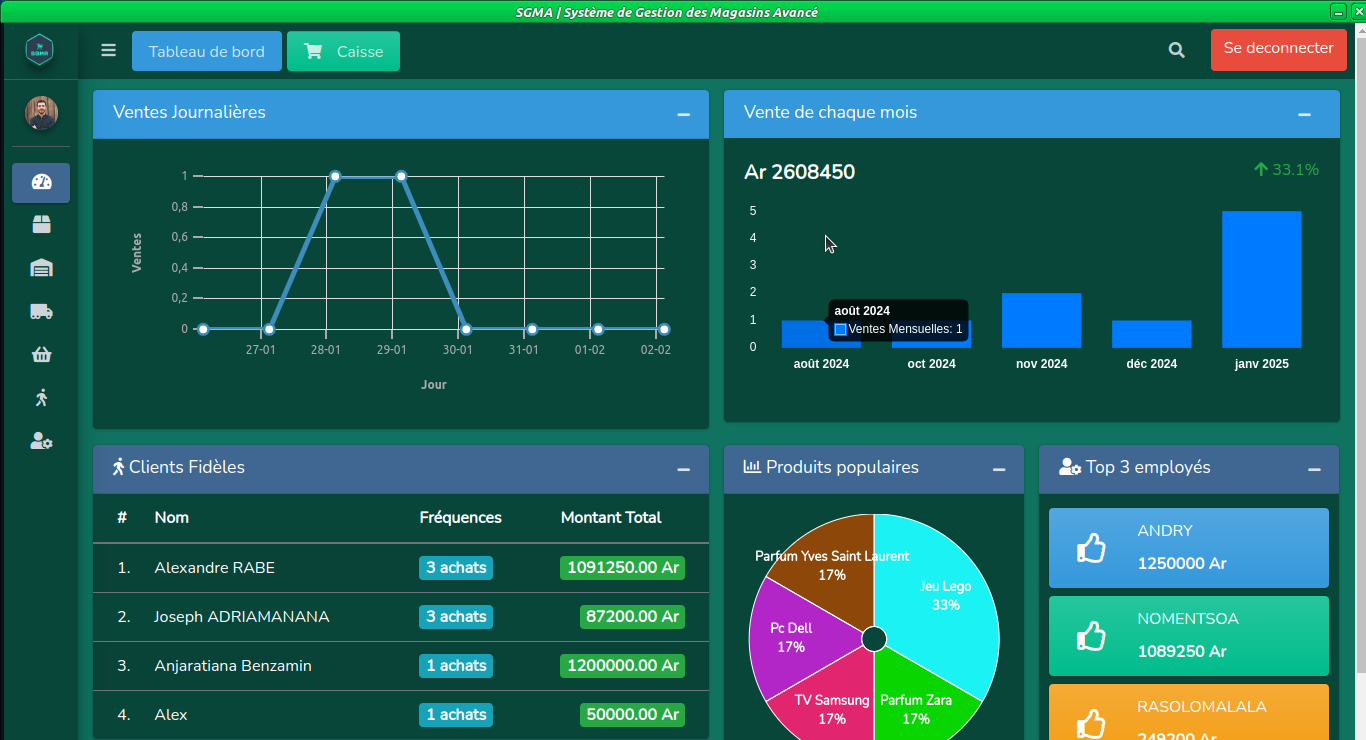 SGMA | Système de Gestion des Magasins Avancé
SGMA
Tableau de bord
Caisse
Se deconnecter
Ventes Journalières
Ventes
1
0,8
0,6
0,4
0,2
0
27-01 28-01 29-01 30-01 31-01 01-02 02-02
Jour
Vente de chaque mois
Ar 2608450
33.1%
5
4
3
2
1
0
août 2024
Ventes Mensuelles: 1
août 2024 oct 2024 nov 2024 déc 2024 janv 2025
Clients Fidèles
# Nom Fréquences Montant Total
1. Alexandre RABE 3 achats 1091250.00 Ar
2. Joseph ADRIAMANANA 3 achats 87200.00 Ar
3. Anjaratiana Benzamin 1 achats 1200000.00 Ar
4. Alex 1 achats 50000.00 Ar
Produits populaires
Parfum Yves Saint Laurent
17%
Jeu Lego
33%
Pc Dell
17%
TV Samsung
17%
Parfum Zara
17%
Top 3 employés
ANDRY
1250000 Ar
NOMENTSOA
1089250 Ar
RASOLOMALALA
249200 Ar